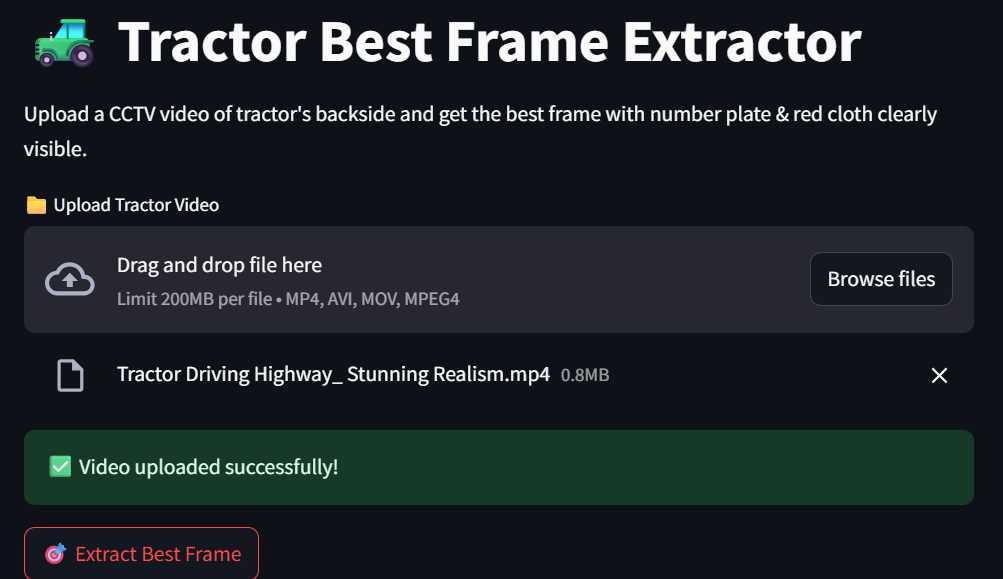 Tractor Best Frame Extractor
Upload a CCTV video of tractor's backside and get the best frame with number plate & red cloth clearly
visible.
Upload Tractor Video
Drag and drop file here
Limit 200MB per file • MP4, AVI, MOV, MPEG4
Browse files
Tractor Driving Highway_ Stunning Realism.mp4 0.8MB
Video uploaded successfully!
Extract Best Frame